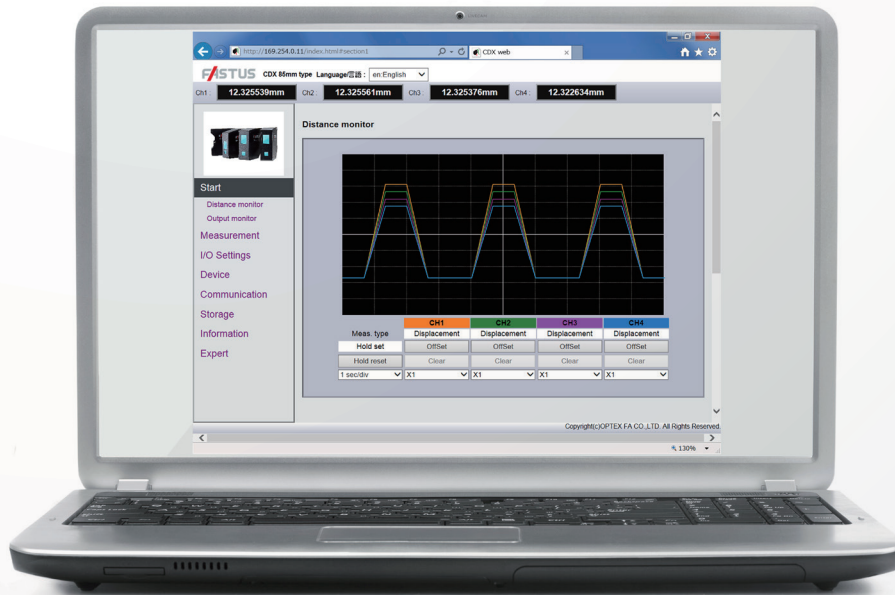 http://169.254.0.11/index.html#section1
CDX web
FASTUS CDX 85mm type Language/言語 : en:English
Ch1 : 12.325539mm Ch2 : 12.325561mm Ch3 : 12.325376mm Ch4 : 12.322634mm
Distance monitor
Start
Distance monitor
Output monitor
Measurement
I/O Settings
Device
Communication
Storage
Information
Expert
CH1 CH2 CH3 CH4
Meas. type Displacement Displacement Displacement Displacement
Hold set OffSet OffSet OffSet OffSet
Hold reset Clear Clear Clear Clear
1 sec/div X1 X1 X1 X1
Copyright(c)OPTEX FA CO.,LTD. All Rights Reserved.
130%